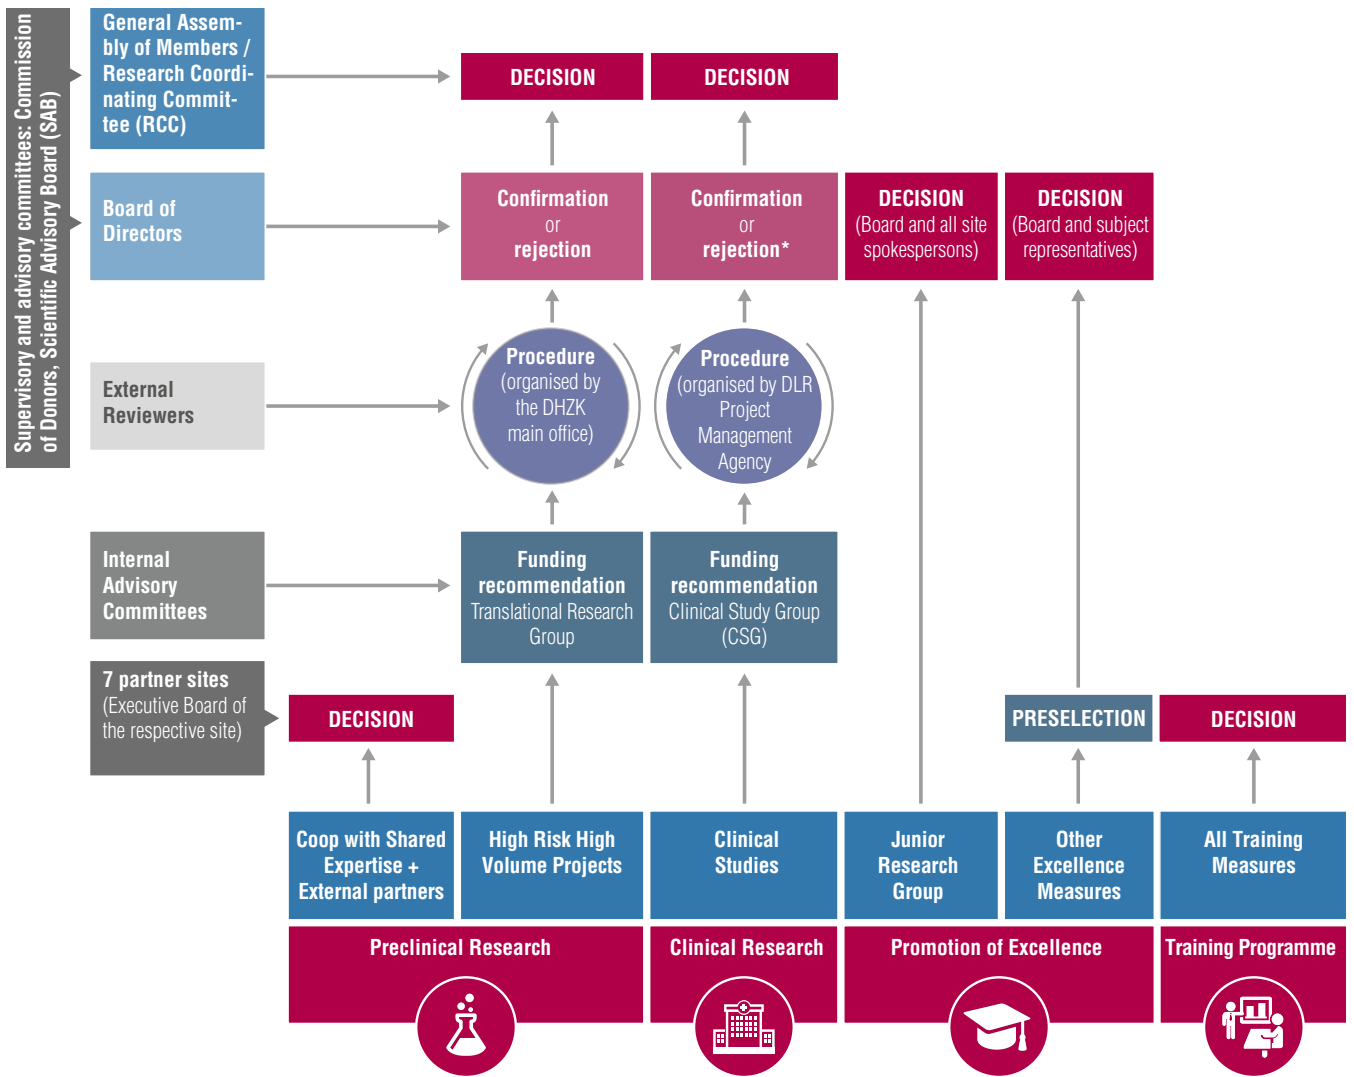 Supervisory and advisory committees: Commission
of Donors, Scientific Advisory Board (SAB)
General Assem-
bly of Members /
Research Coordi-
nating Commit-
tee (RCC)
DECISION
DECISION
Board of
Directors
Confirmation
or
rejection
Confirmation
or
rejection*
DECISION
(Board and all site
spokespersons)
DECISION
(Board and subject
representatives)
External
Reviewers
Procedure
(organised by
the DHZK
main office)
Procedure
(organised by DLR
Project
Management
Agency
Internal
Advisory
Committees
Funding
recommendation
Translational Research
Group
Funding
recommendation
Clinical Study Group
(CSG)
7 partner sites
(Executive Board of
the respective site)
DECISION
PRESELECTION
DECISION
Coop with Shared
Expertise +
External partners
High Risk High
Volume Projects
Clinical
Studies
Junior
Research
Group
Other
Excellence
Measures
All Training
Measures
Preclinical Research
Clinical Research
Promotion of Excellence
Training Programme